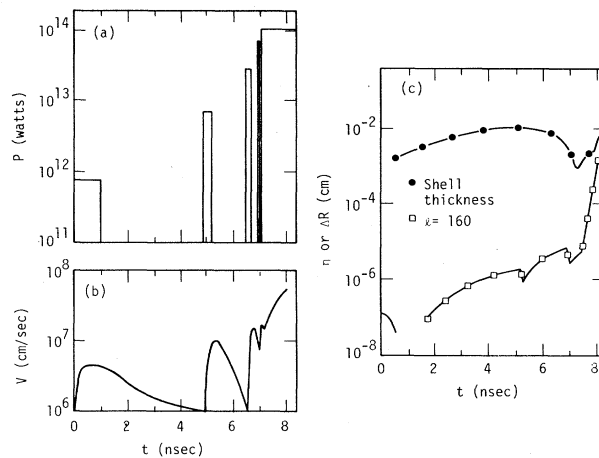 (a)
P (watts)
10^14
10^13
10^12
10^11
(b)
V (cm/sec)
10^8
10^7
10^6
0 2 4 6 8
t (nsec)
(c)
η or ΔR (cm)
10^-2
10^-4
10^-6
10^-8
Shell
thickness
ℓ= 160
0 2 4 6 8
t (nsec)